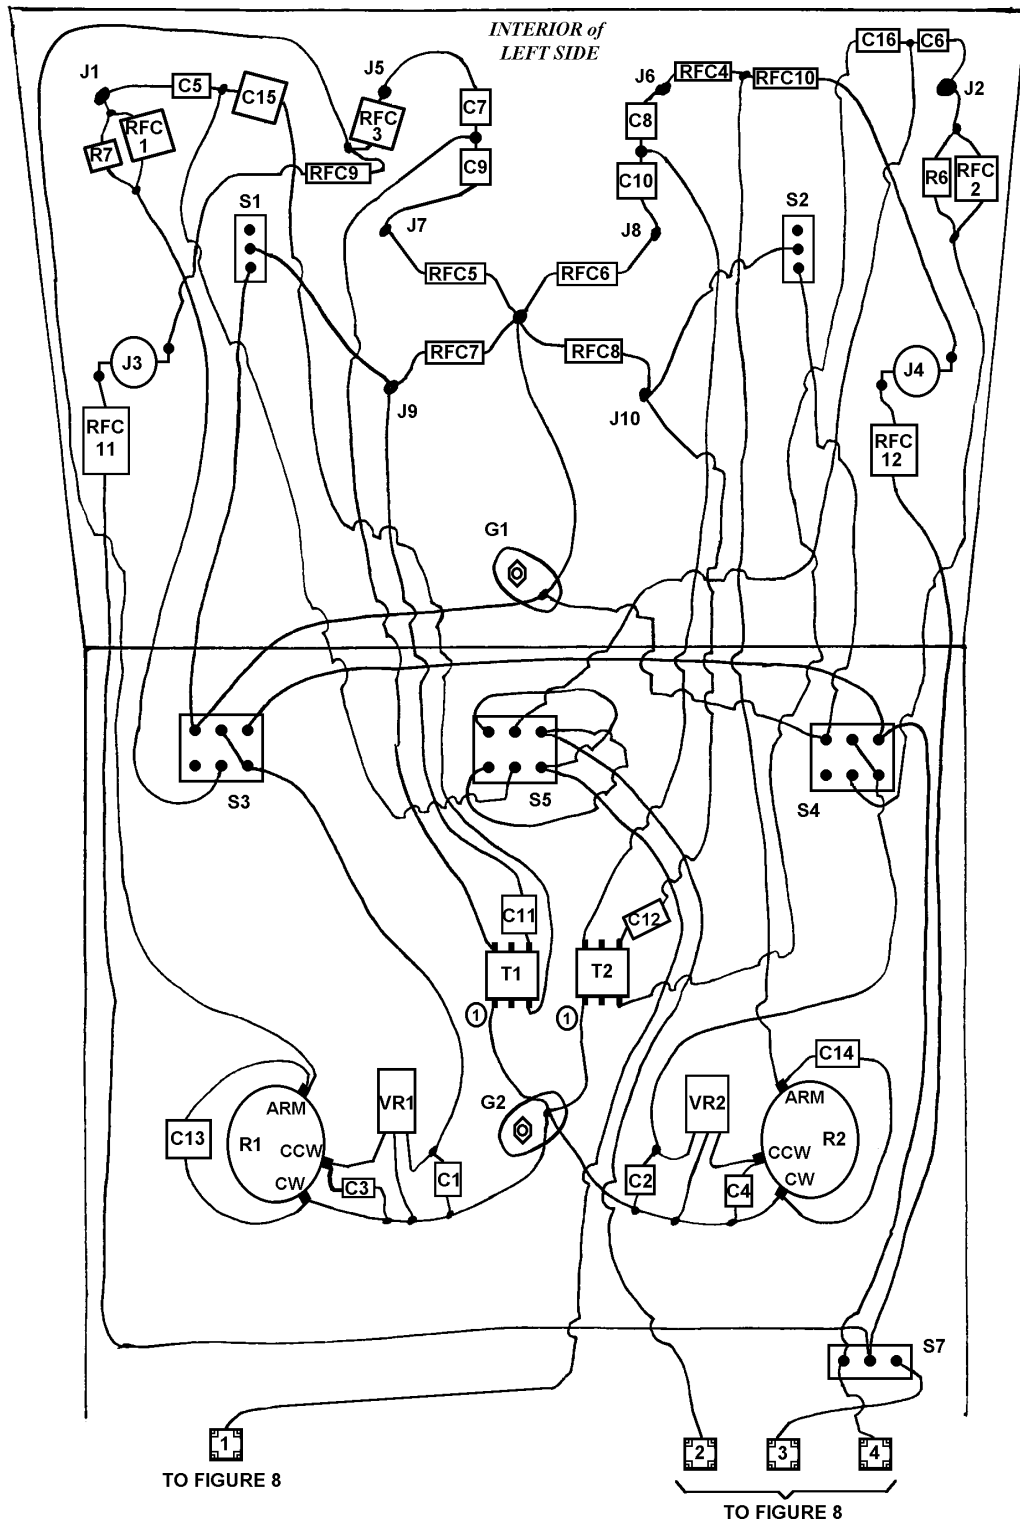 INTERIOR of
LEFT SIDE
J1
C5
C15
J5
RFC
3
C7
C9
RFC9
R7
RFC
1
J6
RFC4
RFC10
C8
C10
C16
C6
J2
R6
RFC
2
S1
J7
J8
S2
RFC5
RFC6
RFC7
RFC8
J3
J9
J10
J4
RFC
11
RFC
12
G1
S3
S5
S4
C11
C12
T1
T2
1
1
C14
VR1
G2
VR2
ARM
R1
CCW
CW
C13
C3
C1
C2
C4
ARM
R2
CCW
CW
S7
1
2
3
4
TO FIGURE 8
TO FIGURE 8